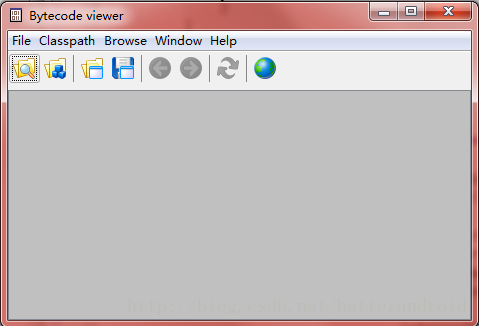 Bytecode viewer
File Classpath Browse Window Help